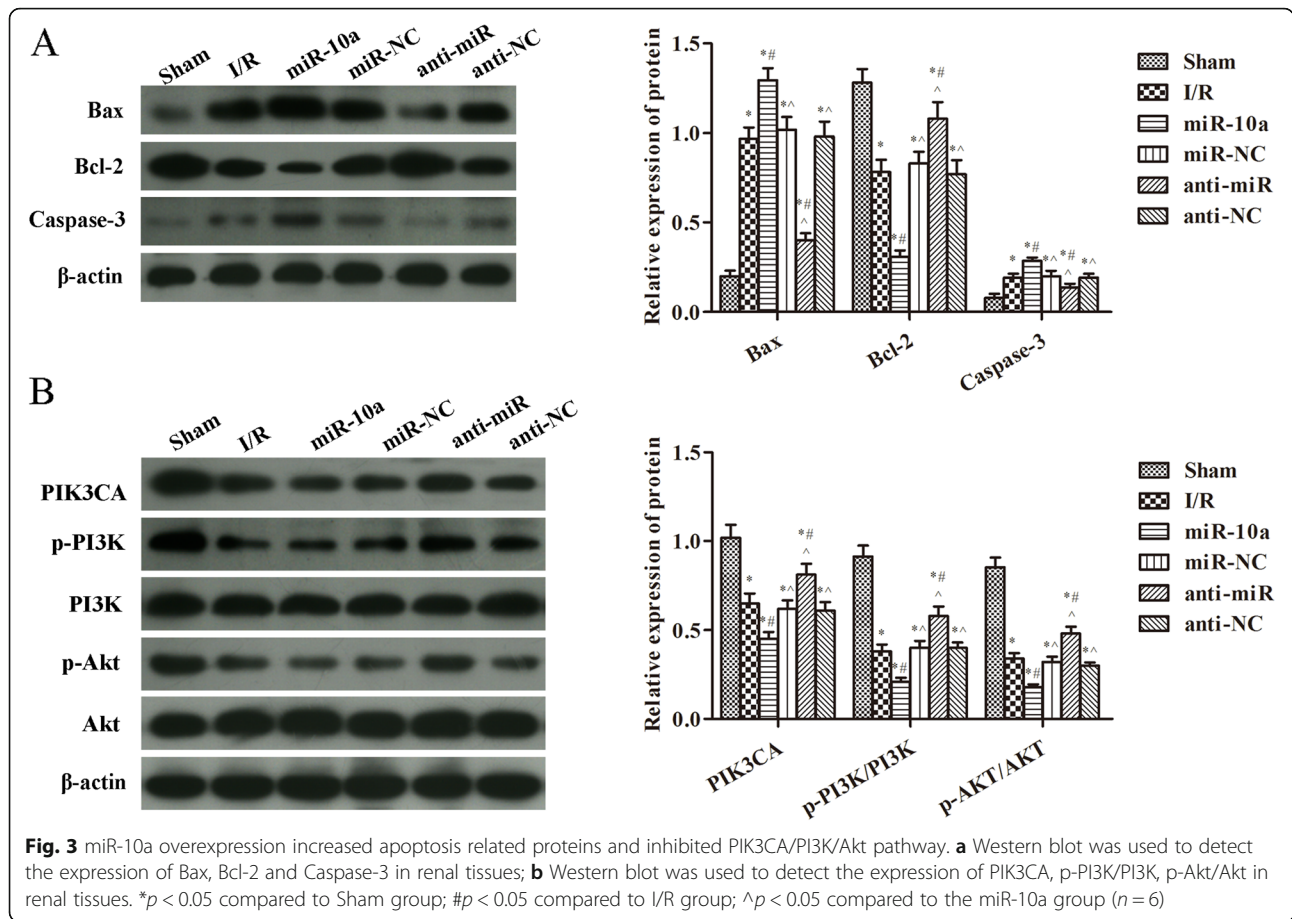 A
Sham I/R miR-10a miR-NC anti-miR anti-NC
Bax
Bcl-2
Caspase-3
β-actin
Relative expression of protein
1.5
1.0
0.5
0.0
* *# *^ *# ^ *^
* *# *^ *# ^ *^
* *# *^ *# ^ *^
Bax Bcl-2 Caspase-3
Sham
I/R
miR-10a
miR-NC
anti-miR
anti-NC
B
Sham I/R miR-10a miR-NC anti-miR anti-NC
PIK3CA
p-PI3K
PI3K
p-Akt
Akt
β-actin
Relative expression of protein
1.5
1.0
0.5
0.0
* *# *^ *# ^ *^
* *# *^ *# ^ *^
* *# *^ *# ^ *^
PIK3CA p-PI3K/PI3K p-AKT/AKT
Sham
I/R
miR-10a
miR-NC
anti-miR
anti-NC
Fig. 3 miR-10a overexpression increased apoptosis related proteins and inhibited PIK3CA/PI3K/Akt pathway. a Western blot was used to detect
the expression of Bax, Bcl-2 and Caspase-3 in renal tissues; b Western blot was used to detect the expression of PIK3CA, p-PI3K/PI3K, p-Akt/Akt in
renal tissues. *p < 0.05 compared to Sham group; #p < 0.05 compared to I/R group; ^p < 0.05 compared to the miR-10a group (n = 6)